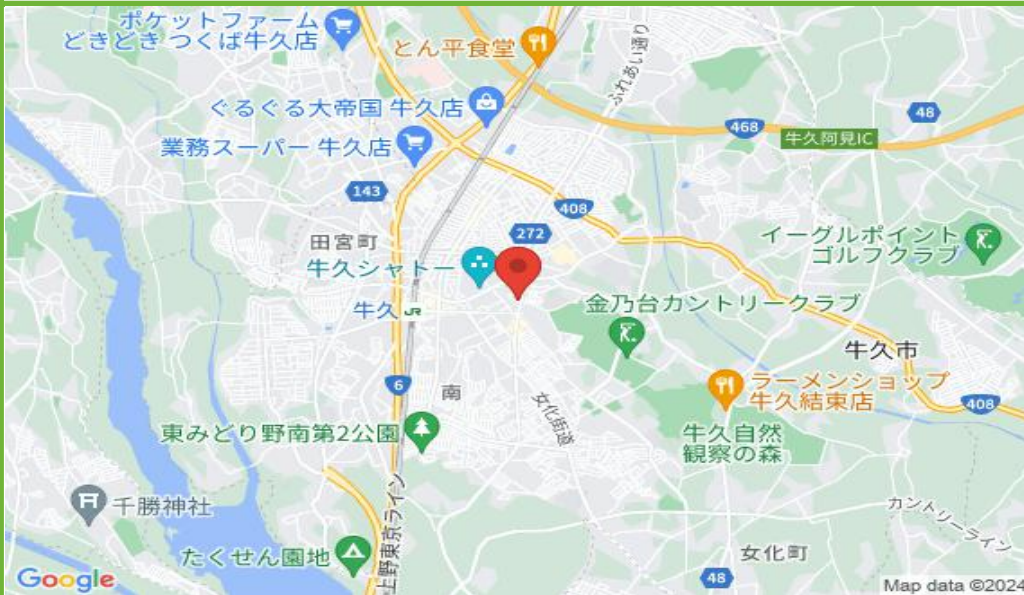 ポケットファーム
どきどき つくば牛久店
とん平食堂
ふれあい通り
ぐるぐる大帝国 牛久店
業務スーパー 牛久店
468
牛久阿見IC
48
143
408
272
田宮町
牛久シャトー
イーグルポイント
ゴルフクラブ
牛久
JR
金乃台カントリークラブ
牛久市
6
南
女化街道
ラーメンショップ
牛久結束店
408
東みどり野南第2公園
牛久自然
観察の森
千勝神社
上野東京ライン
カントリーライン
たくせん園地
女化町
48
Google
Map data ©2024